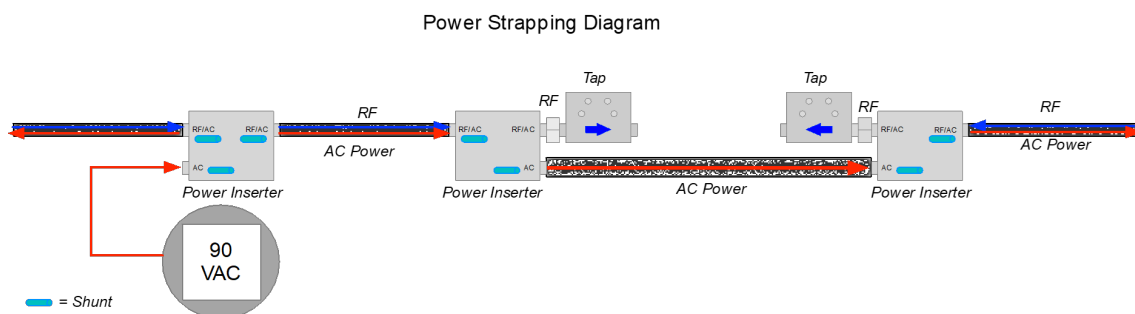 Power Strapping Diagram
Tap
Tap
RF
RF
RF
RF
RF/AC
RF/AC
RF/AC
RF/AC
RF/AC
RF/AC
AC Power
AC Power
AC
AC
AC
AC Power
Power Inserter
Power Inserter
Power Inserter
90
VAC
= Shunt